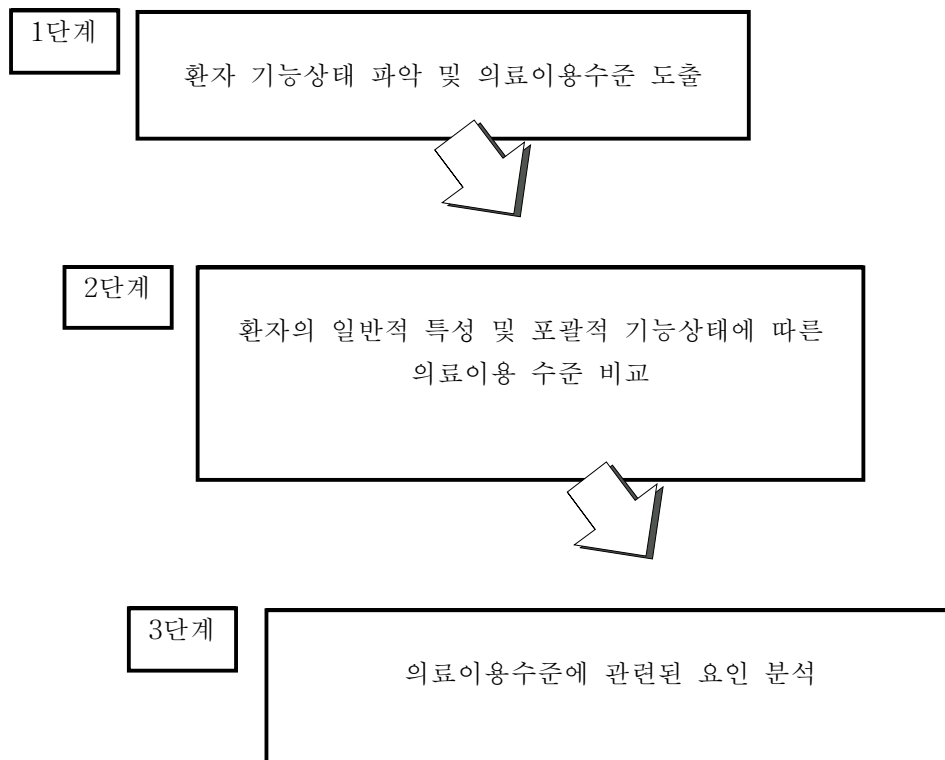 1단계
환자 기능상태 파악 및 의료이용수준 도출
2단계
환자의 일반적 특성 및 포괄적 기능상태에 따른
의료이용 수준 비교
3단계
의료이용수준에 관련된 요인 분석